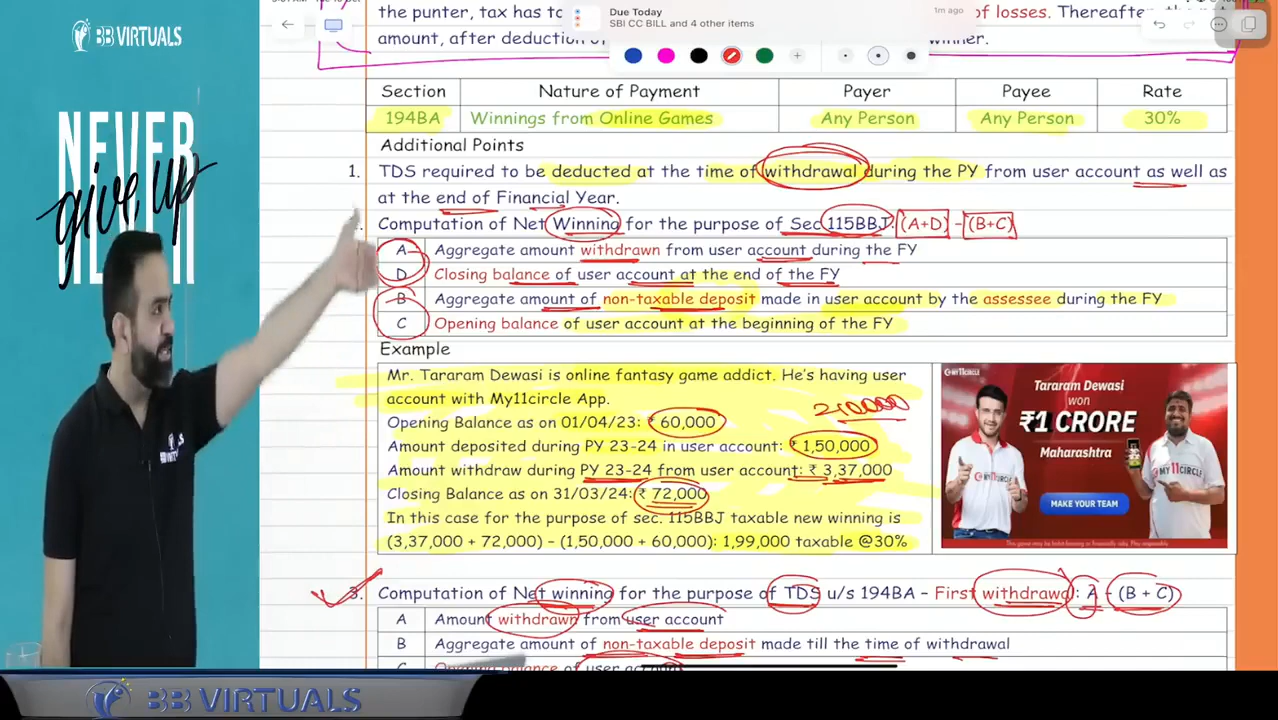 BB VIRTUALS
NEVER
give up
NEVER
the punter, tax has to
Due Today
1m ago
SBI CC BILL and 4 other items
of losses. Thereafter, the net
amount, after deduction of
winner.
Section Nature of Payment Payer Payee Rate
194BA Winnings from Online Games Any Person Any Person 30%
Additional Points
1. TDS required to be deducted at the time of withdrawal during the PY from user account as well as
at the end of Financial Year.
Computation of Net Winning for the purpose of Sec 115BBJ: (A+D) - (B+C)
A Aggregate amount withdrawn from user account during the FY
D Closing balance of user account at the end of the FY
B Aggregate amount of non-taxable deposit made in user account by the assessee during the FY
C Opening balance of user account at the beginning of the FY
Example
Mr. Tararam Dewasi is online fantasy game addict. He's having user
account with My11circle App.
210000
Opening Balance as on 01/04/23: ₹ 60,000
Amount deposited during PY 23-24 in user account: ₹ 1,50,000
Amount withdraw during PY 23-24 from user account: ₹ 3,37,000
Closing Balance as on 31/03/24: ₹ 72,000
In this case for the purpose of sec. 115BBJ taxable new winning is
(3,37,000 + 72,000) – (1,50,000 + 60,000): 1,99,000 taxable @30%
Tararam Dewasi
won
₹1 CRORE
Maharashtra
MY11CIRCLE
MAKE YOUR TEAM
3. Computation of Net winning for the purpose of TDS u/s 194BA – First withdrawal: A – (B + C)
A Amount withdrawn from user account
B Aggregate amount of non-taxable deposit made till the time of withdrawal
C Opening balance of user account
BB VIRTUALS